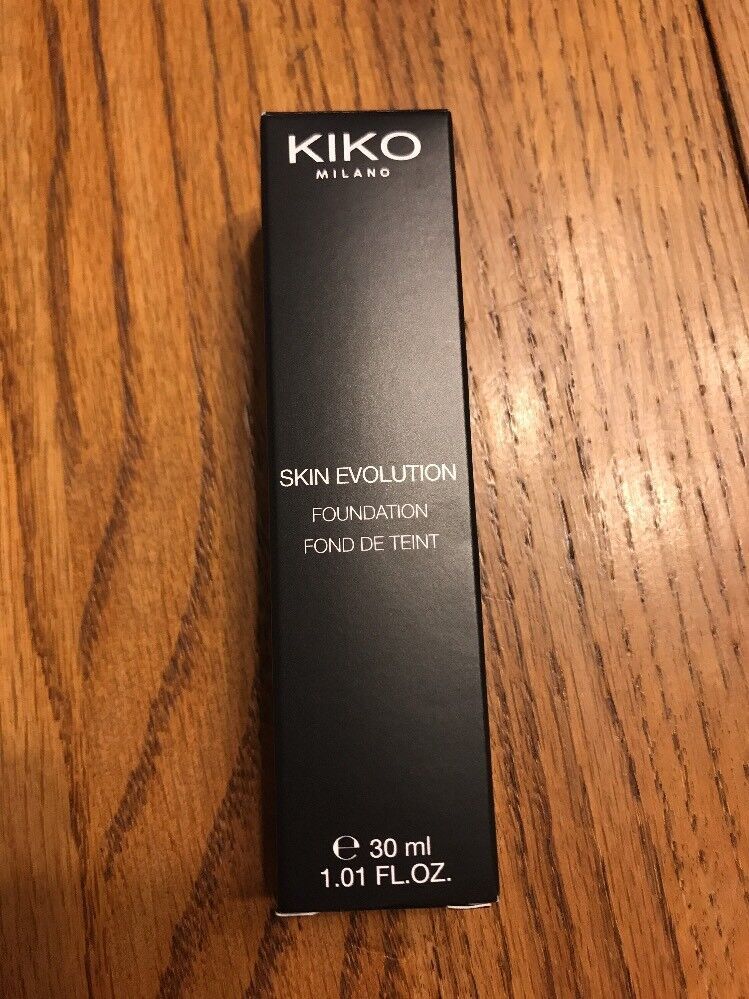 KIKO
MILANO
SKIN EVOLUTION
FOUNDATION
FOND DE TEINT
℮ 30 ml
1.01 FL.OZ.